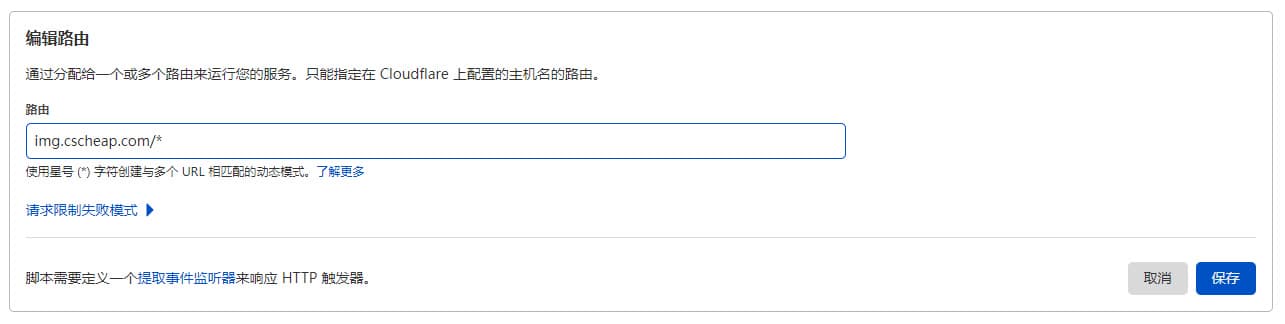 编辑路由
通过分配给一个或多个路由来运行您的服务。只能指定在 Cloudflare 上配置的主机名的路由。
路由
img.cscheap.com/*
使用星号 (*) 字符创建与多个 URL 相匹配的动态模式。了解更多
请求限制失败模式
脚本需要定义一个提取事件监听器来响应 HTTP 触发器。
取消
保存